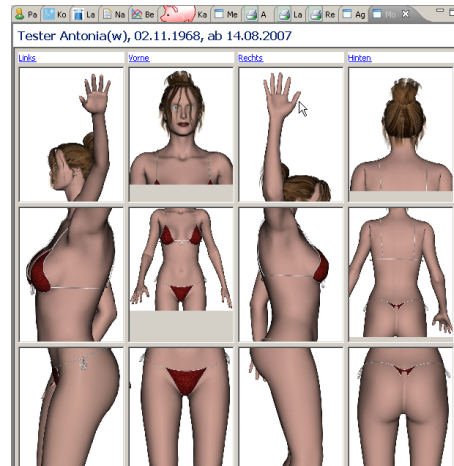 Pa Ko La Na Be Ka Me A La Re Ag Mo
Tester Antonia(w), 02.11.1968, ab 14.08.2007
Links Vorne Rechts Hinten